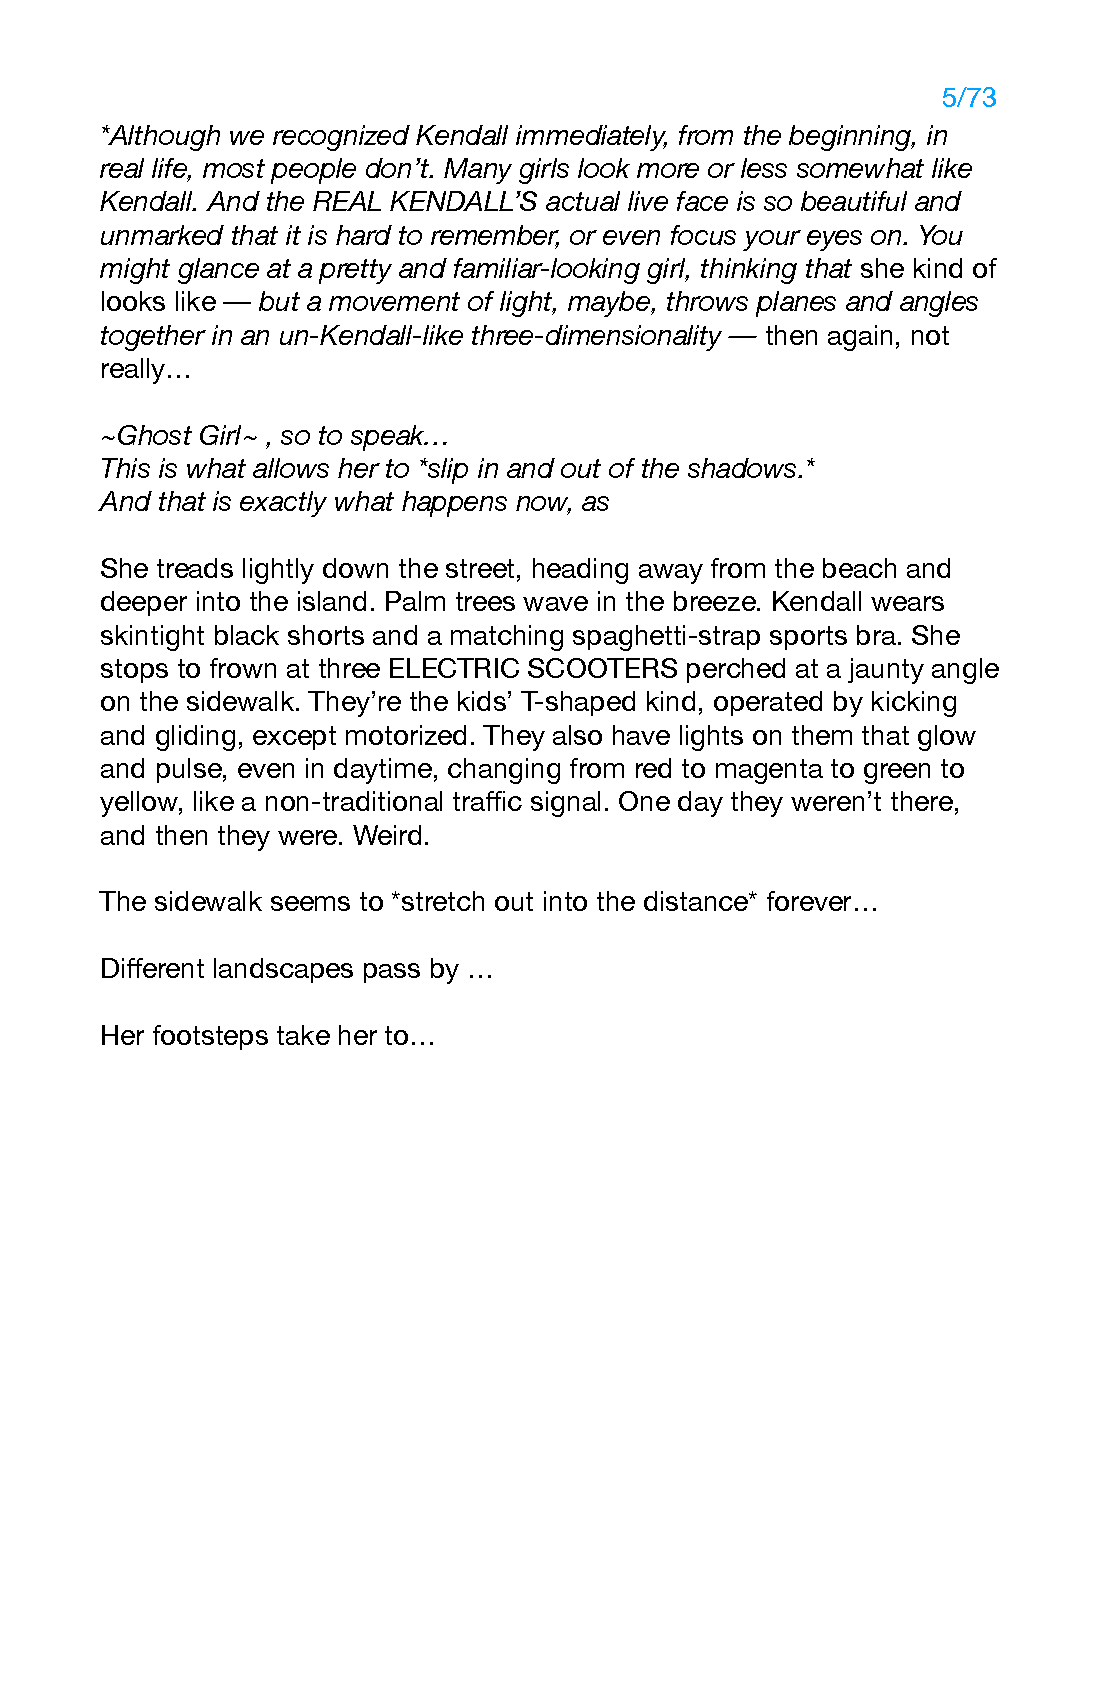 5/73
*Although we recognized Kendall immediately, from the beginning, in
real life, most people don’t. Many girls look more or less somewhat like
Kendall. And the REAL KENDALL’S actual live face is so beautiful and
unmarked that it is hard to remember, or even focus your eyes on. You
might glance at a pretty and familiar-looking girl, thinking that she kind of
looks like — but a movement of light, maybe, throws planes and angles
together in an un-Kendall-like three-dimensionality — then again, not
really…
~Ghost Girl~ , so to speak…
This is what allows her to *slip in and out of the shadows.*
And that is exactly what happens now, as
She treads lightly down the street, heading away from the beach and
deeper into the island. Palm trees wave in the breeze. Kendall wears
skintight black shorts and a matching spaghetti-strap sports bra. She
stops to frown at three ELECTRIC SCOOTERS perched at a jaunty angle
on the sidewalk. They’re the kids’ T-shaped kind, operated by kicking
and gliding, except motorized. They also have lights on them that glow
and pulse, even in daytime, changing from red to magenta to green to
yellow, like a non-traditional traffic signal. One day they weren’t there,
and then they were. Weird.
The sidewalk seems to *stretch out into the distance* forever…
Different landscapes pass by …
Her footsteps take her to…